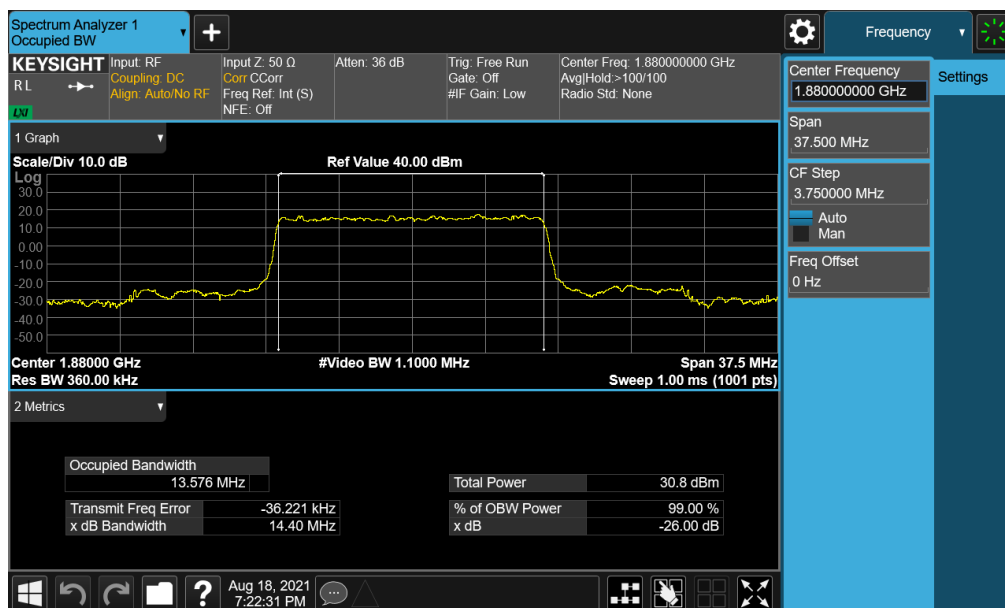 Spectrum Analyzer 1
Occupied BW
Frequency
KEYSIGHT
R L
LXI
Input: RF
Coupling: DC
Align: Auto/No RF
Input Z: 50 Ω
Corr CCorr
Freq Ref: Int (S)
NFE: Off
Atten: 36 dB
Trig: Free Run
Gate: Off
#IF Gain: Low
Center Freq: 1.880000000 GHz
Avg|Hold:>100/100
Radio Std: None
1 Graph
Scale/Div 10.0 dB
Ref Value 40.00 dBm
Log
30.0
20.0
10.0
0.00
-10.0
-20.0
-30.0
-40.0
-50.0
Center 1.88000 GHz
#Video BW 1.1000 MHz
Span 37.5 MHz
Res BW 360.00 kHz
Sweep 1.00 ms (1001 pts)
2 Metrics
Occupied Bandwidth
13.576 MHz
Total Power 30.8 dBm
Transmit Freq Error -36.221 kHz
% of OBW Power 99.00 %
x dB Bandwidth 14.40 MHz
x dB -26.00 dB
Aug 18, 2021
7:22:31 PM
Center Frequency
1.880000000 GHz
Settings
Span
37.500 MHz
CF Step
3.750000 MHz
Auto
Man
Freq Offset
0 Hz